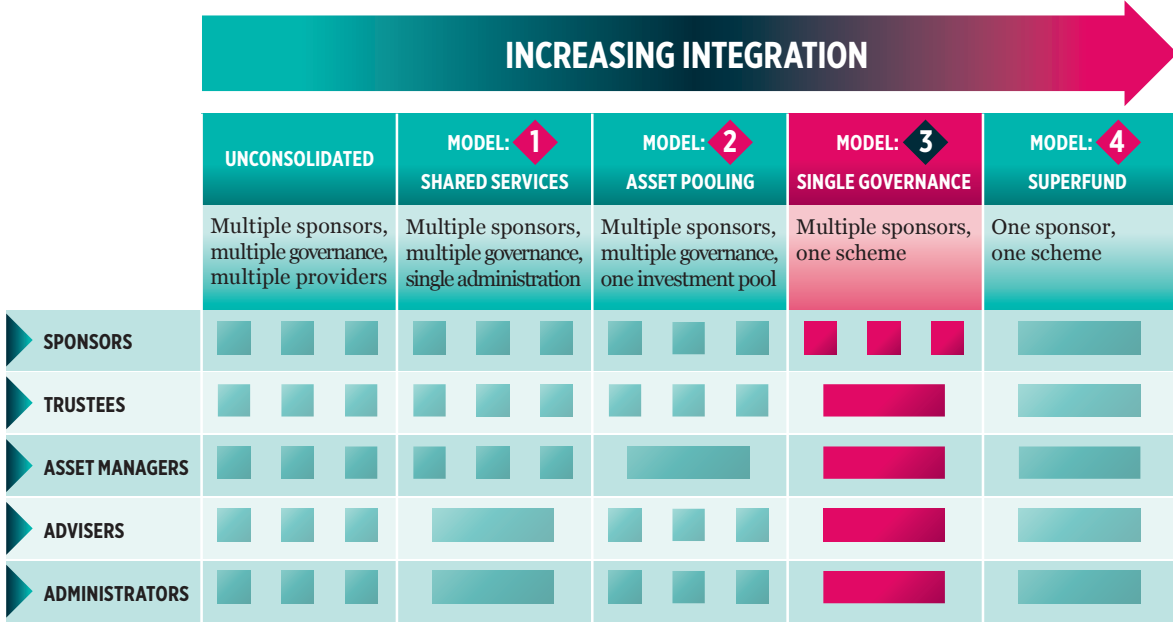 INCREASING INTEGRATION
UNCONSOLIDATED
MODEL: 1
SHARED SERVICES
MODEL: 2
ASSET POOLING
MODEL: 3
SINGLE GOVERNANCE
MODEL: 4
SUPERFUND
Multiple sponsors,
multiple governance,
multiple providers
Multiple sponsors,
multiple governance,
single administration
Multiple sponsors,
multiple governance,
one investment pool
Multiple sponsors,
one scheme
One sponsor,
one scheme
SPONSORS
TRUSTEES
ASSET MANAGERS
ADVISERS
ADMINISTRATORS